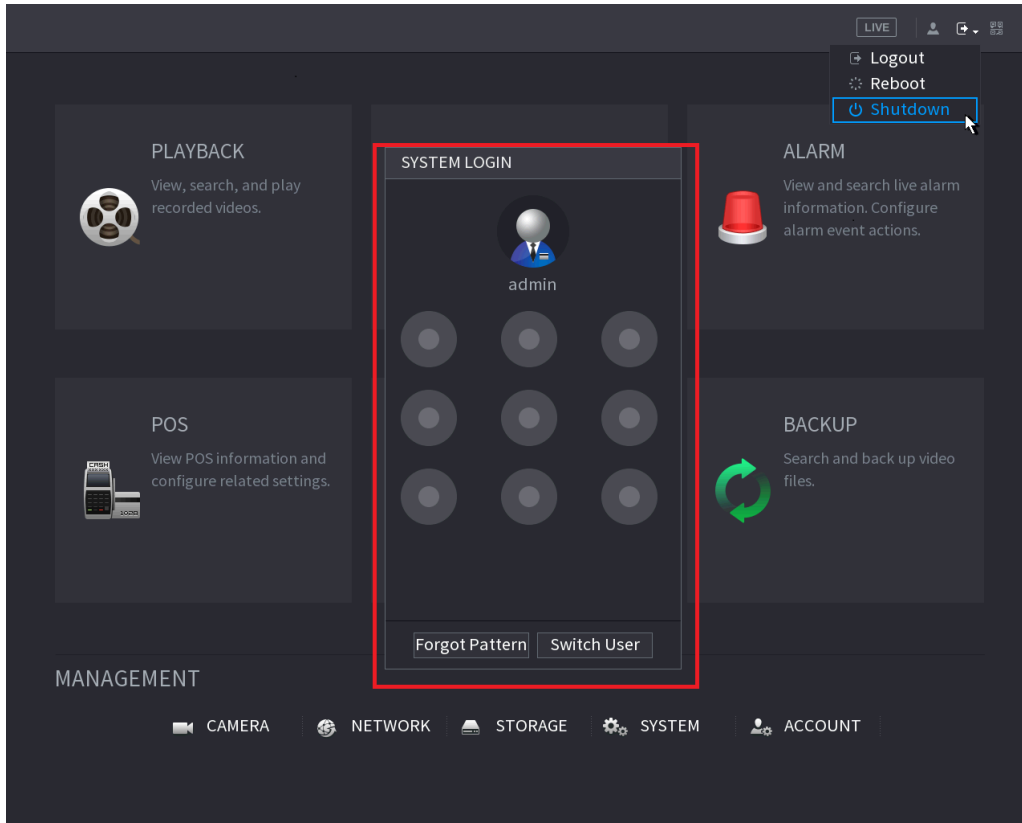 LIVE
Logout
Reboot
Shutdown
PLAYBACK
View, search, and play
recorded videos.
SYSTEM LOGIN
admin
Forgot Pattern
Switch User
ALARM
View and search live alarm
information. Configure
alarm event actions.
POS
View POS information and
configure related settings.
CASH
BACKUP
Search and back up video
files.
MANAGEMENT
CAMERA
NETWORK
STORAGE
SYSTEM
ACCOUNT